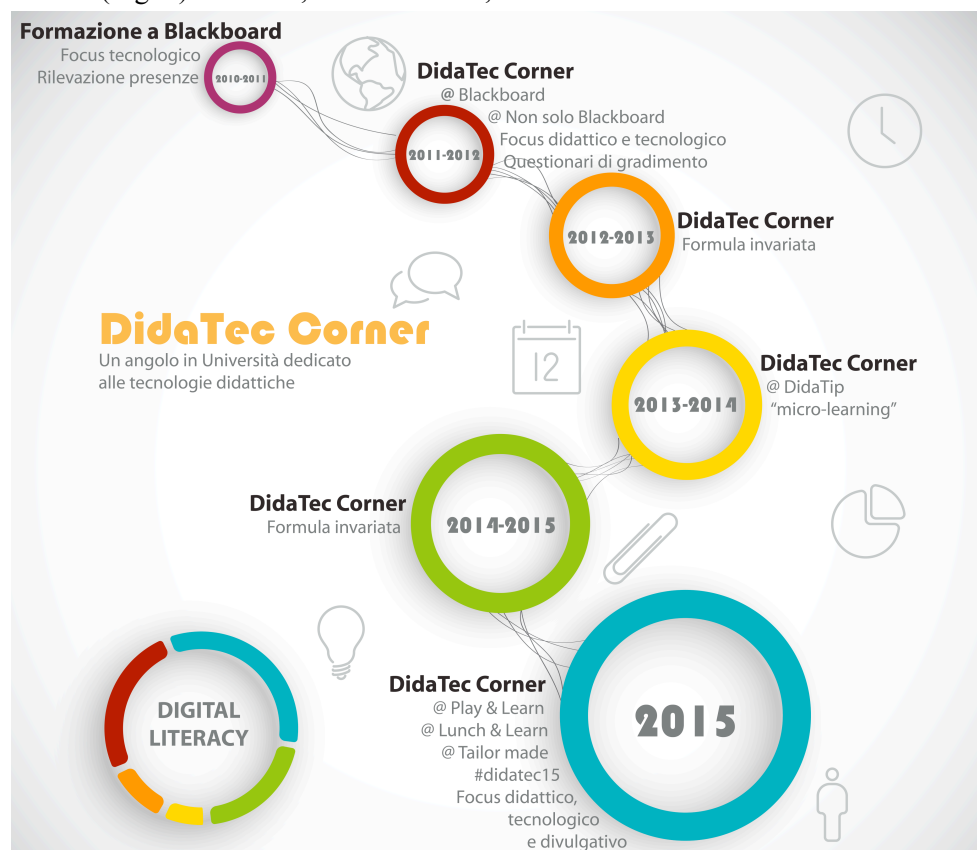 Formazione a Blackboard
Focus tecnologico
Rilevazione presenze
2010-2011
DidaTec Corner
@ Blackboard
@ Non solo Blackboard
Focus didattico e tecnologico
Questionari di gradimento
2011-2012
2012-2013
DidaTec Corner
Formula invariata
DidaTec Corner
Un angolo in Università dedicato
alle tecnologie didattiche
12
DidaTec Corner
@ DidaTip
“micro-learning”
2013-2014
DidaTec Corner
Formula invariata
2014-2015
DidaTec Corner
@ Play & Learn
@ Lunch & Learn
@ Tailor made
#didatec15
Focus didattico,
tecnologico
e divulgativo
2015
DIGITAL
LITERACY